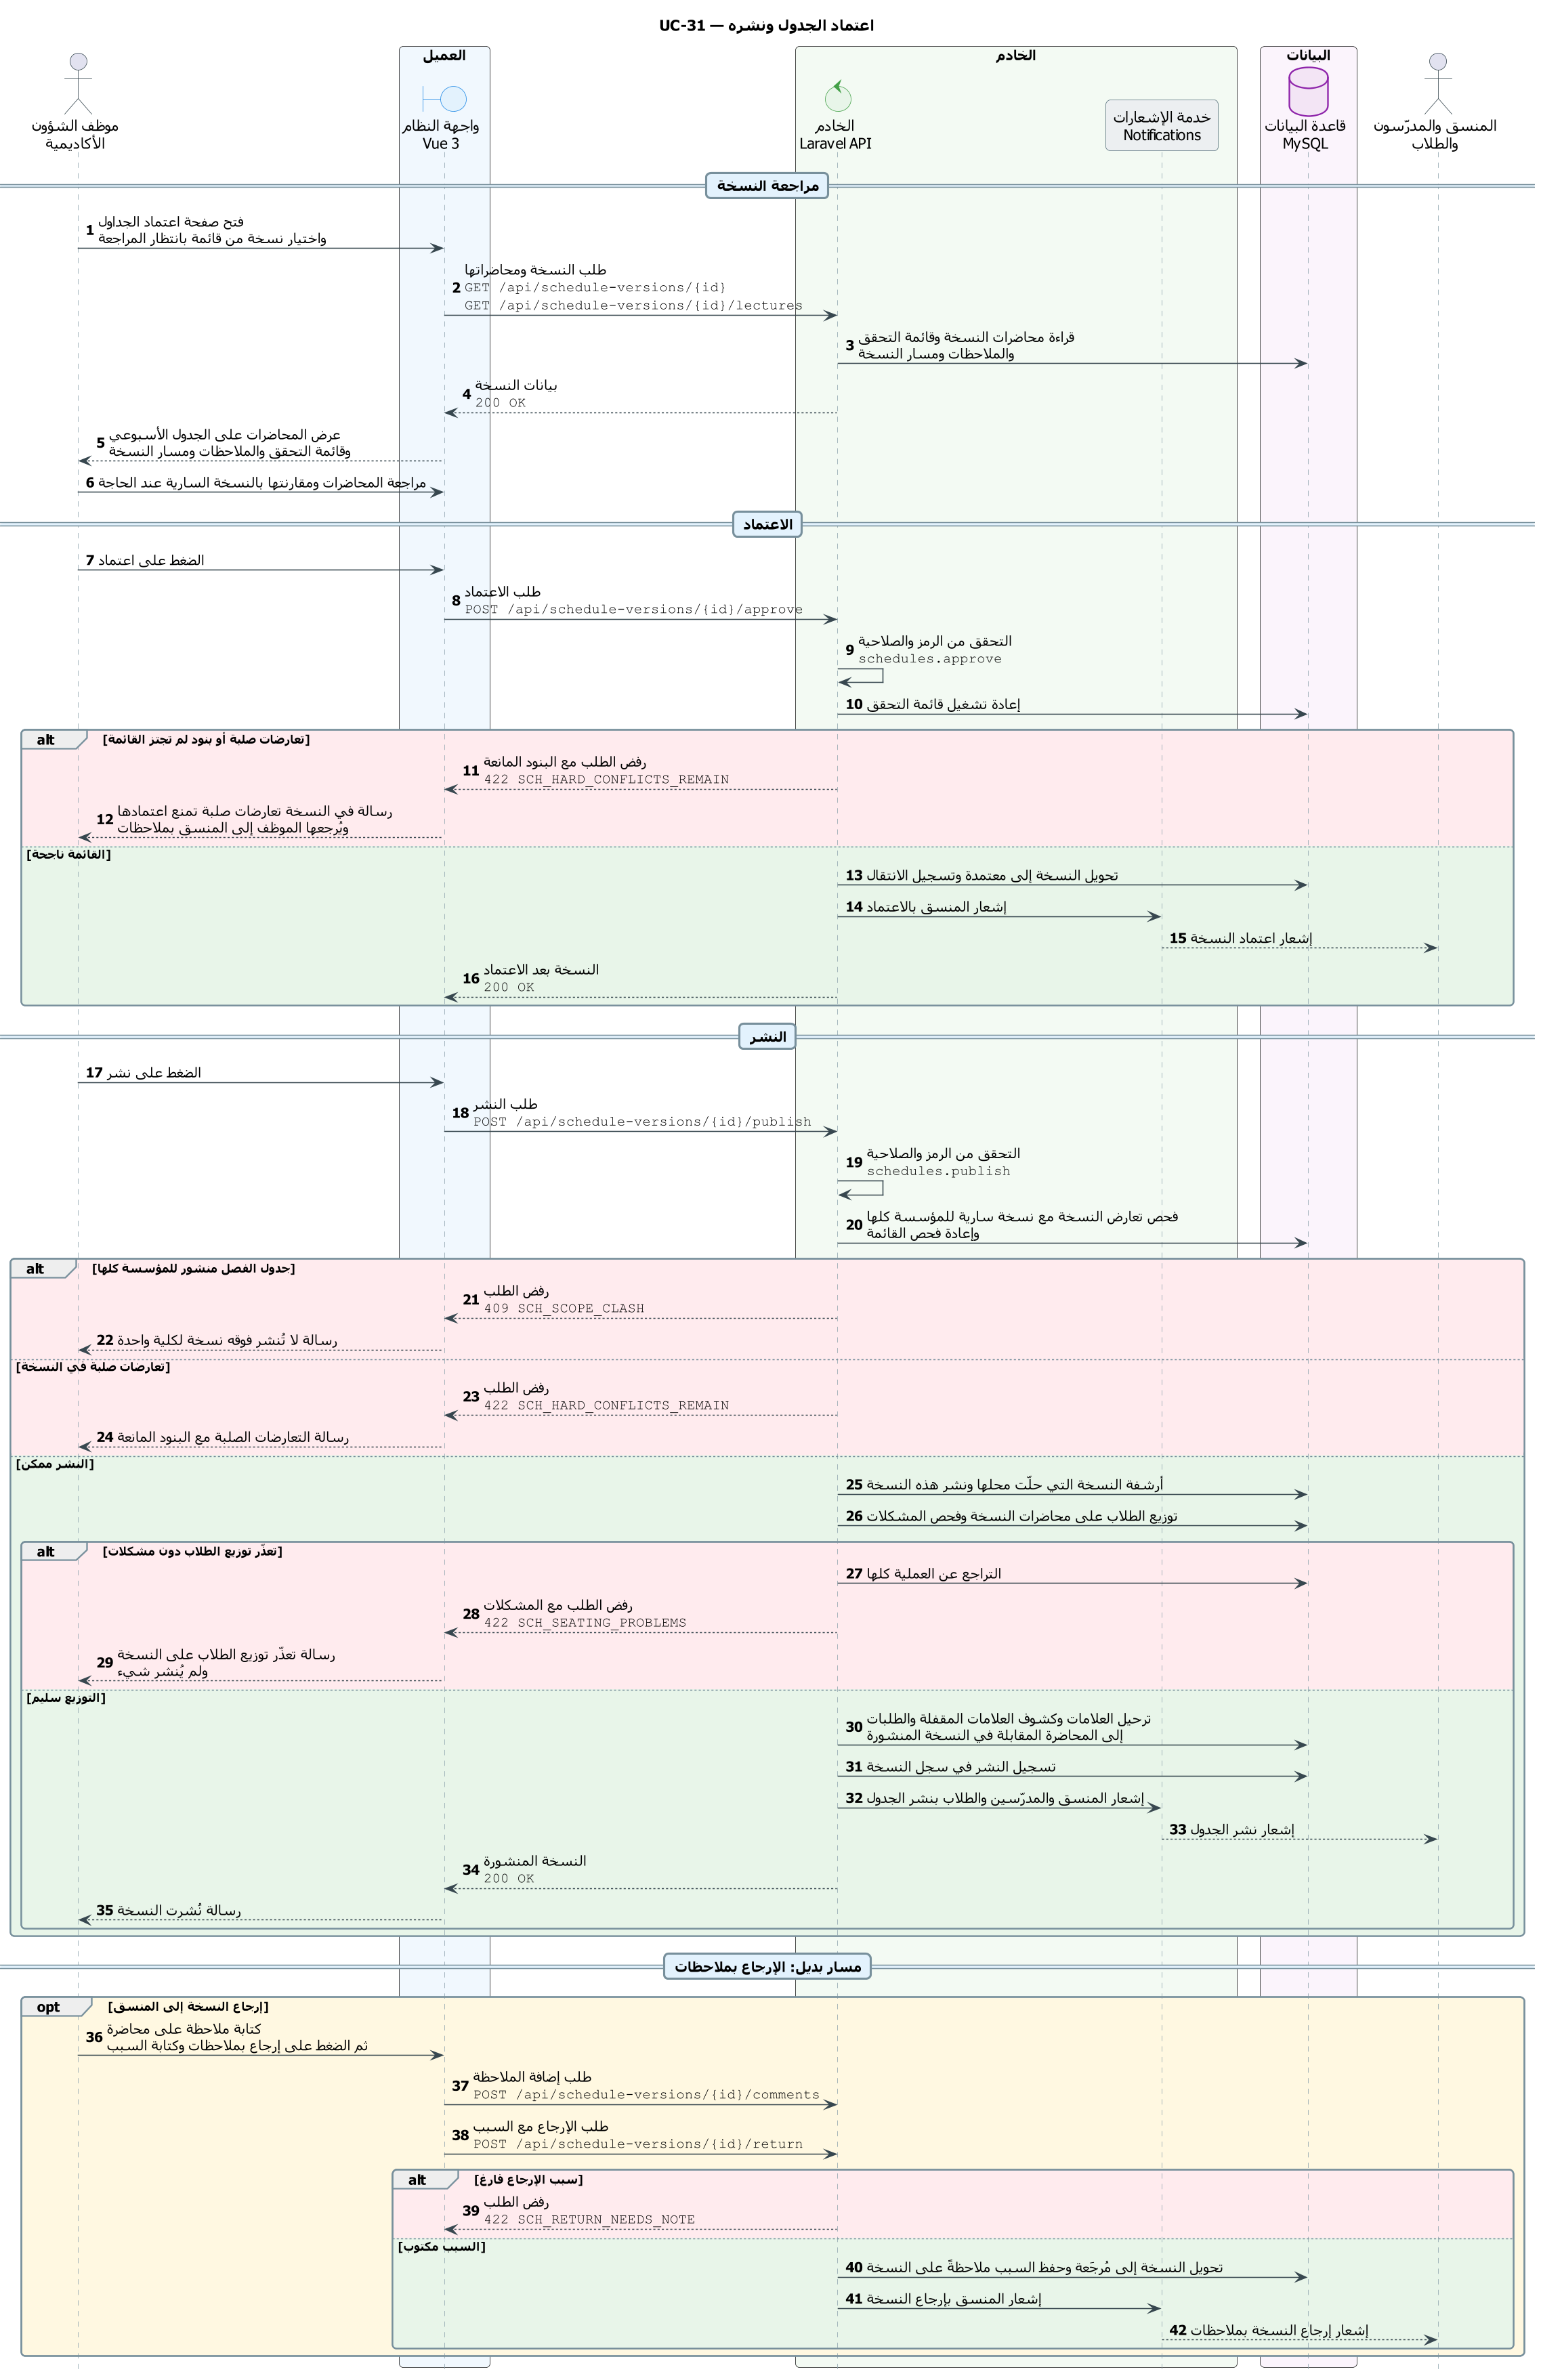 UC-31 — اعتماد الجدول ونشره
العميل
الخادم
البيانات
موظف الشؤون
الأكاديمية
واجهة النظام
Vue 3
الخادم
Laravel API
خدمة الإشعارات
Notifications
قاعدة البيانات
MySQL
المنسق والمدرّسون
والطلاب
مراجعة النسخة
1 فتح صفحة اعتماد الجداول
واختيار نسخة من قائمة بانتظار المراجعة
2 طلب النسخة ومحاضراتها
GET /api/schedule-versions/{id}
GET /api/schedule-versions/{id}/lectures
3 قراءة محاضرات النسخة وقائمة التحقق
والملاحظات ومسار النسخة
4 بيانات النسخة
200 OK
5 عرض المحاضرات على الجدول الأسبوعي
وقائمة التحقق والملاحظات ومسار النسخة
6 مراجعة المحاضرات ومقارنتها بالنسخة السارية عند الحاجة
الاعتماد
7 الضغط على اعتماد
8 طلب الاعتماد
POST /api/schedule-versions/{id}/approve
9 التحقق من الرمز والصلاحية
schedules.approve
10 إعادة تشغيل قائمة التحقق
alt [تعارضات صلبة أو بنود لم تجتز القائمة]
11 رفض الطلب مع البنود المانعة
422 SCH_HARD_CONFLICTS_REMAIN
12 رسالة في النسخة تعارضات صلبة تمنع اعتمادها
ويُرجعها الموظف إلى المنسق بملاحظات
[القائمة ناجحة]
13 تحويل النسخة إلى معتمدة وتسجيل الانتقال
14 إشعار المنسق بالاعتماد
15 إشعار اعتماد النسخة
16 النسخة بعد الاعتماد
200 OK
النشر
17 الضغط على نشر
18 طلب النشر
POST /api/schedule-versions/{id}/publish
19 التحقق من الرمز والصلاحية
schedules.publish
20 فحص تعارض النسخة مع نسخة سارية للمؤسسة كلها
وإعادة فحص القائمة
alt [جدول الفصل منشور للمؤسسة كلها]
21 رفض الطلب
409 SCH_SCOPE_CLASH
22 رسالة لا تُنشر فوقه نسخة لكلية واحدة
[تعارضات صلبة في النسخة]
23 رفض الطلب
422 SCH_HARD_CONFLICTS_REMAIN
24 رسالة التعارضات الصلبة مع البنود المانعة
[النشر ممكن]
25 أرشفة النسخة التي حلّت محلها ونشر هذه النسخة
26 توزيع الطلاب على محاضرات النسخة وفحص المشكلات
alt [تعذّر توزيع الطلاب دون مشكلات]
27 التراجع عن العملية كلها
28 رفض الطلب مع المشكلات
422 SCH_SEATING_PROBLEMS
29 رسالة تعذّر توزيع الطلاب على النسخة
ولم يُنشر شيء
[التوزيع سليم]
30 ترحيل العلامات وكشوف العلامات المقفلة والطلبات
إلى المحاضرة المقابلة في النسخة المنشورة
31 تسجيل النشر في سجل النسخة
32 إشعار المنسق والمدرّسين والطلاب بنشر الجدول
33 إشعار نشر الجدول
34 النسخة المنشورة
200 OK
35 رسالة نُشرت النسخة
مسار بديل: الإرجاع بملاحظات
opt [إرجاع النسخة إلى المنسق]
36 كتابة ملاحظة على محاضرة
ثم الضغط على إرجاع بملاحظات وكتابة السبب
37 طلب إضافة الملاحظة
POST /api/schedule-versions/{id}/comments
38 طلب الإرجاع مع السبب
POST /api/schedule-versions/{id}/return
alt [سبب الإرجاع فارغ]
39 رفض الطلب
422 SCH_RETURN_NEEDS_NOTE
[السبب مكتوب]
40 تحويل النسخة إلى مُرجَعة وحفظ السبب ملاحظةً على النسخة
41 إشعار المنسق بإرجاع النسخة
42 إشعار إرجاع النسخة بملاحظات